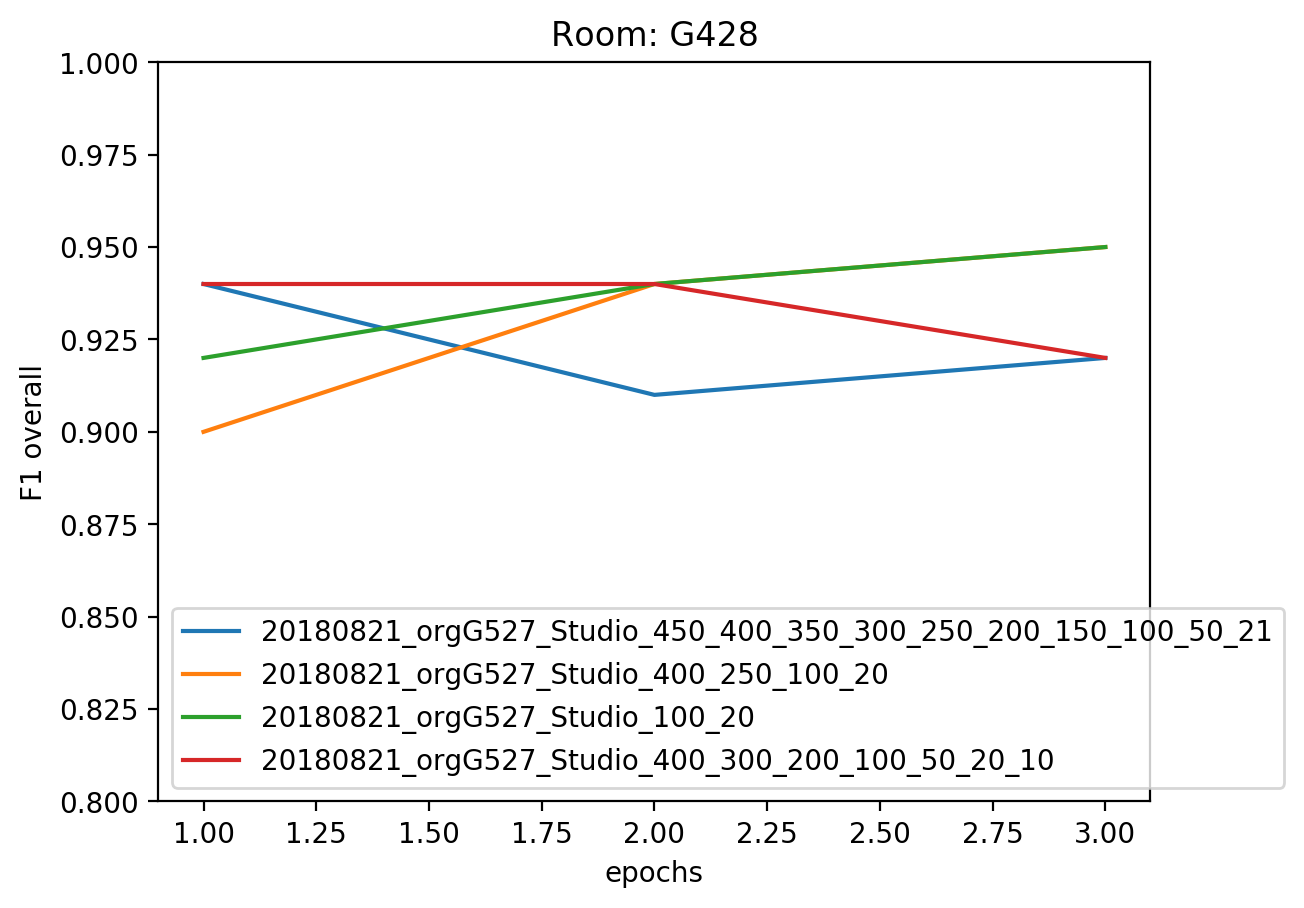 Room: G428
1.000
0.975
0.950
0.925
0.900
0.875
0.850
0.825
0.800
F1 overall
20180821_orgG527_Studio_450_400_350_300_250_200_150_100_50_21
20180821_orgG527_Studio_400_250_100_20
20180821_orgG527_Studio_100_20
20180821_orgG527_Studio_400_300_200_100_50_20_10
1.00 1.25 1.50 1.75 2.00 2.25 2.50 2.75 3.00
epochs